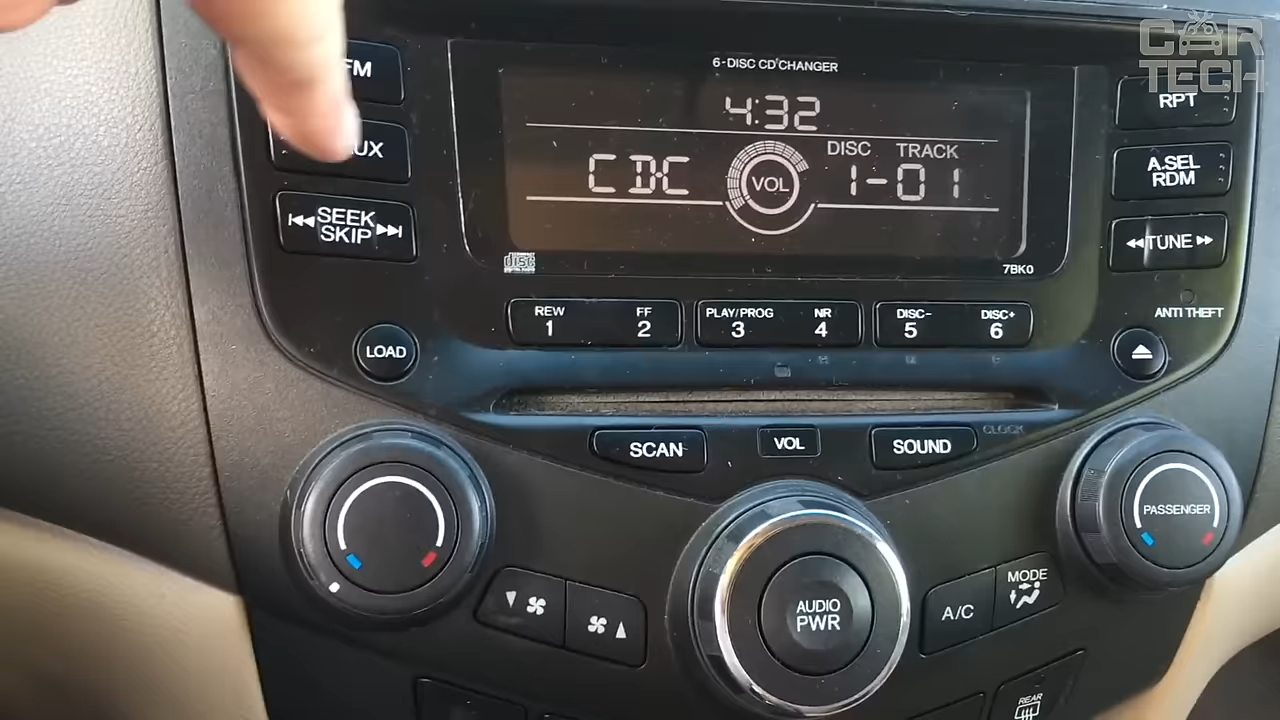 CAR
TECH
FM
UX
SEEK
SKIP
6-DISC CD CHANGER
4:32
CDC
VOL
DISC TRACK
1-01
disc
7BK0
RPT
A.SEL
RDM
TUNE
ANTI THEFT
REW
1
FF
2
PLAY/PROG
3
NR
4
DISC-
5
DISC+
6
LOAD
SCAN
VOL
SOUND
CLOCK
PASSENGER
AUDIO
PWR
A/C
MODE
REAR